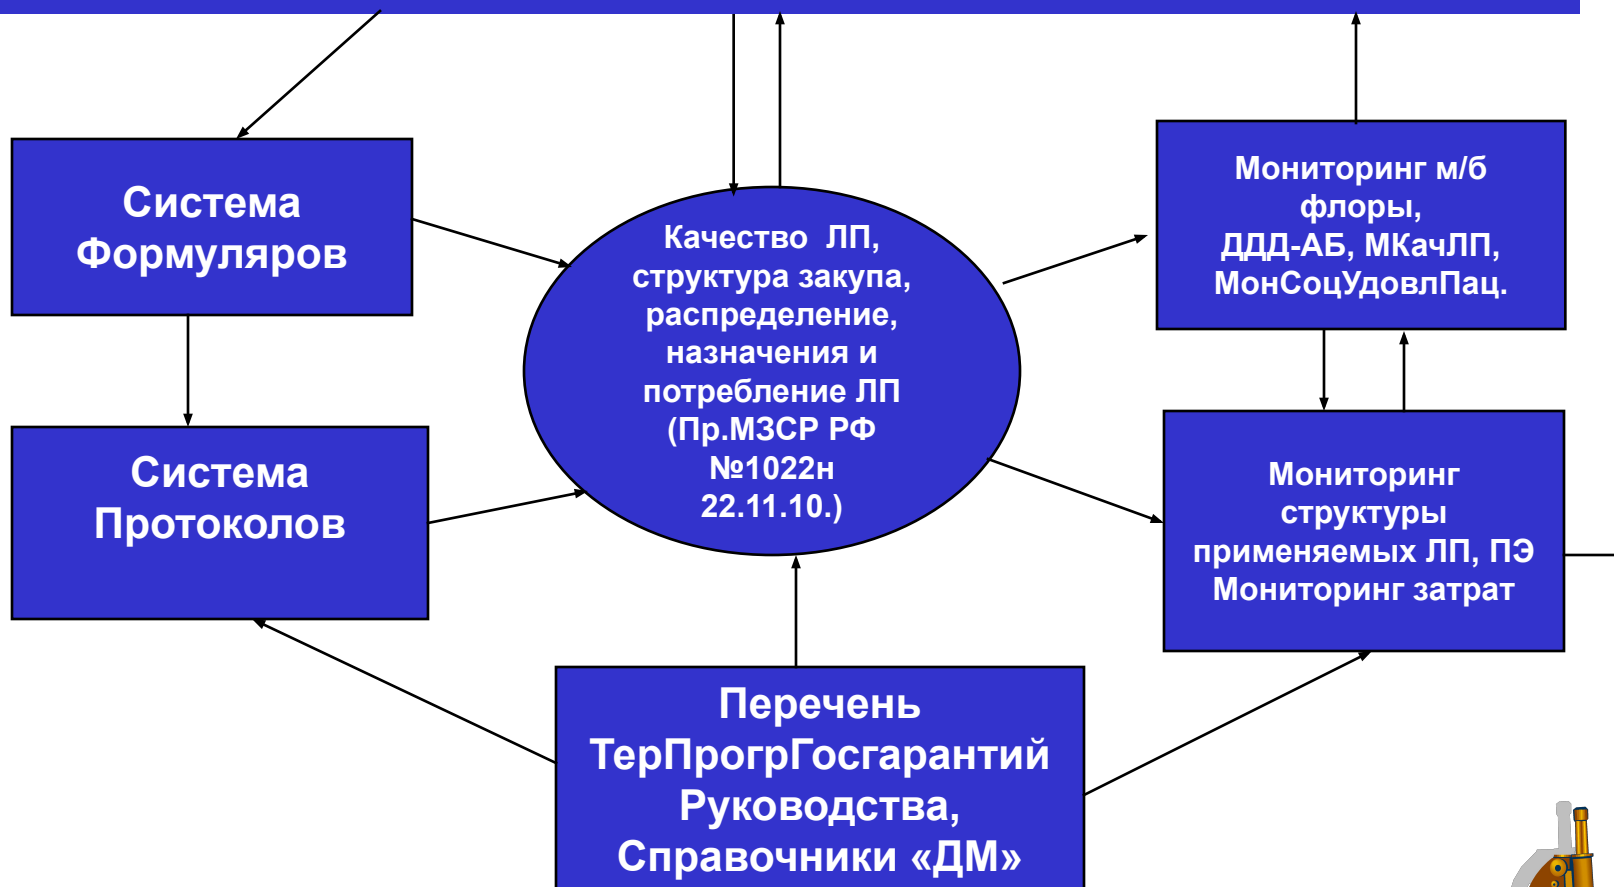 Система
Формуляров
Качество ЛП,
структура закупа,
распределение,
назначения и
потребление ЛП
(Пр.МЗСР РФ
№1022н
22.11.10.)
Мониторинг м/б
флоры,
ДДД-АБ, МКачЛП,
МонСоцУдовлПац.
Система
Протоколов
Мониторинг
структуры
применяемых ЛП, ПЭ
Мониторинг затрат
Перечень
ТерПрогрГосгарантий
Руководства,
Справочники «ДМ»